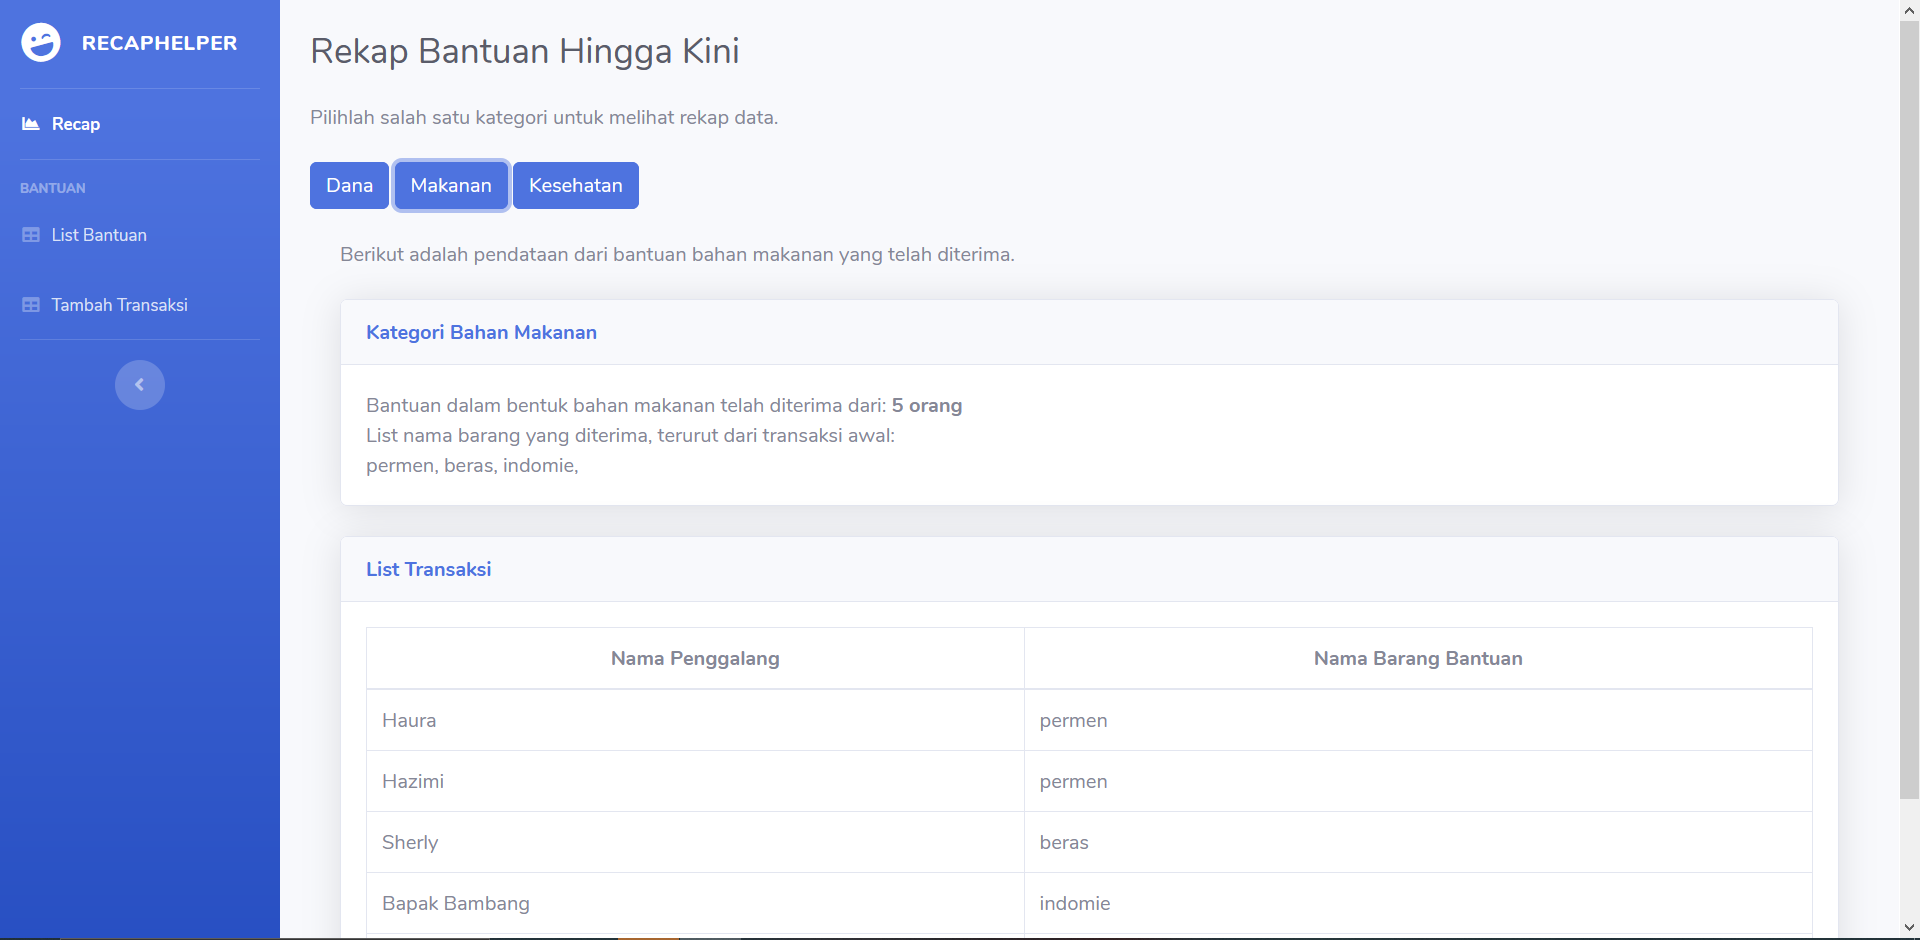 RECAPHELPER
Recap
BANTUAN
List Bantuan
Tambah Transaksi
Rekap Bantuan Hingga Kini
Pilihlah salah satu kategori untuk melihat rekap data.
Dana Makanan Kesehatan
Berikut adalah pendataan dari bantuan bahan makanan yang telah diterima.
Kategori Bahan Makanan
Bantuan dalam bentuk bahan makanan telah diterima dari: 5 orang
List nama barang yang diterima, terurut dari transaksi awal:
permen, beras, indomie,
List Transaksi
Nama Penggalang Nama Barang Bantuan
Haura permen
Hazimi permen
Sherly beras
Bapak Bambang indomie